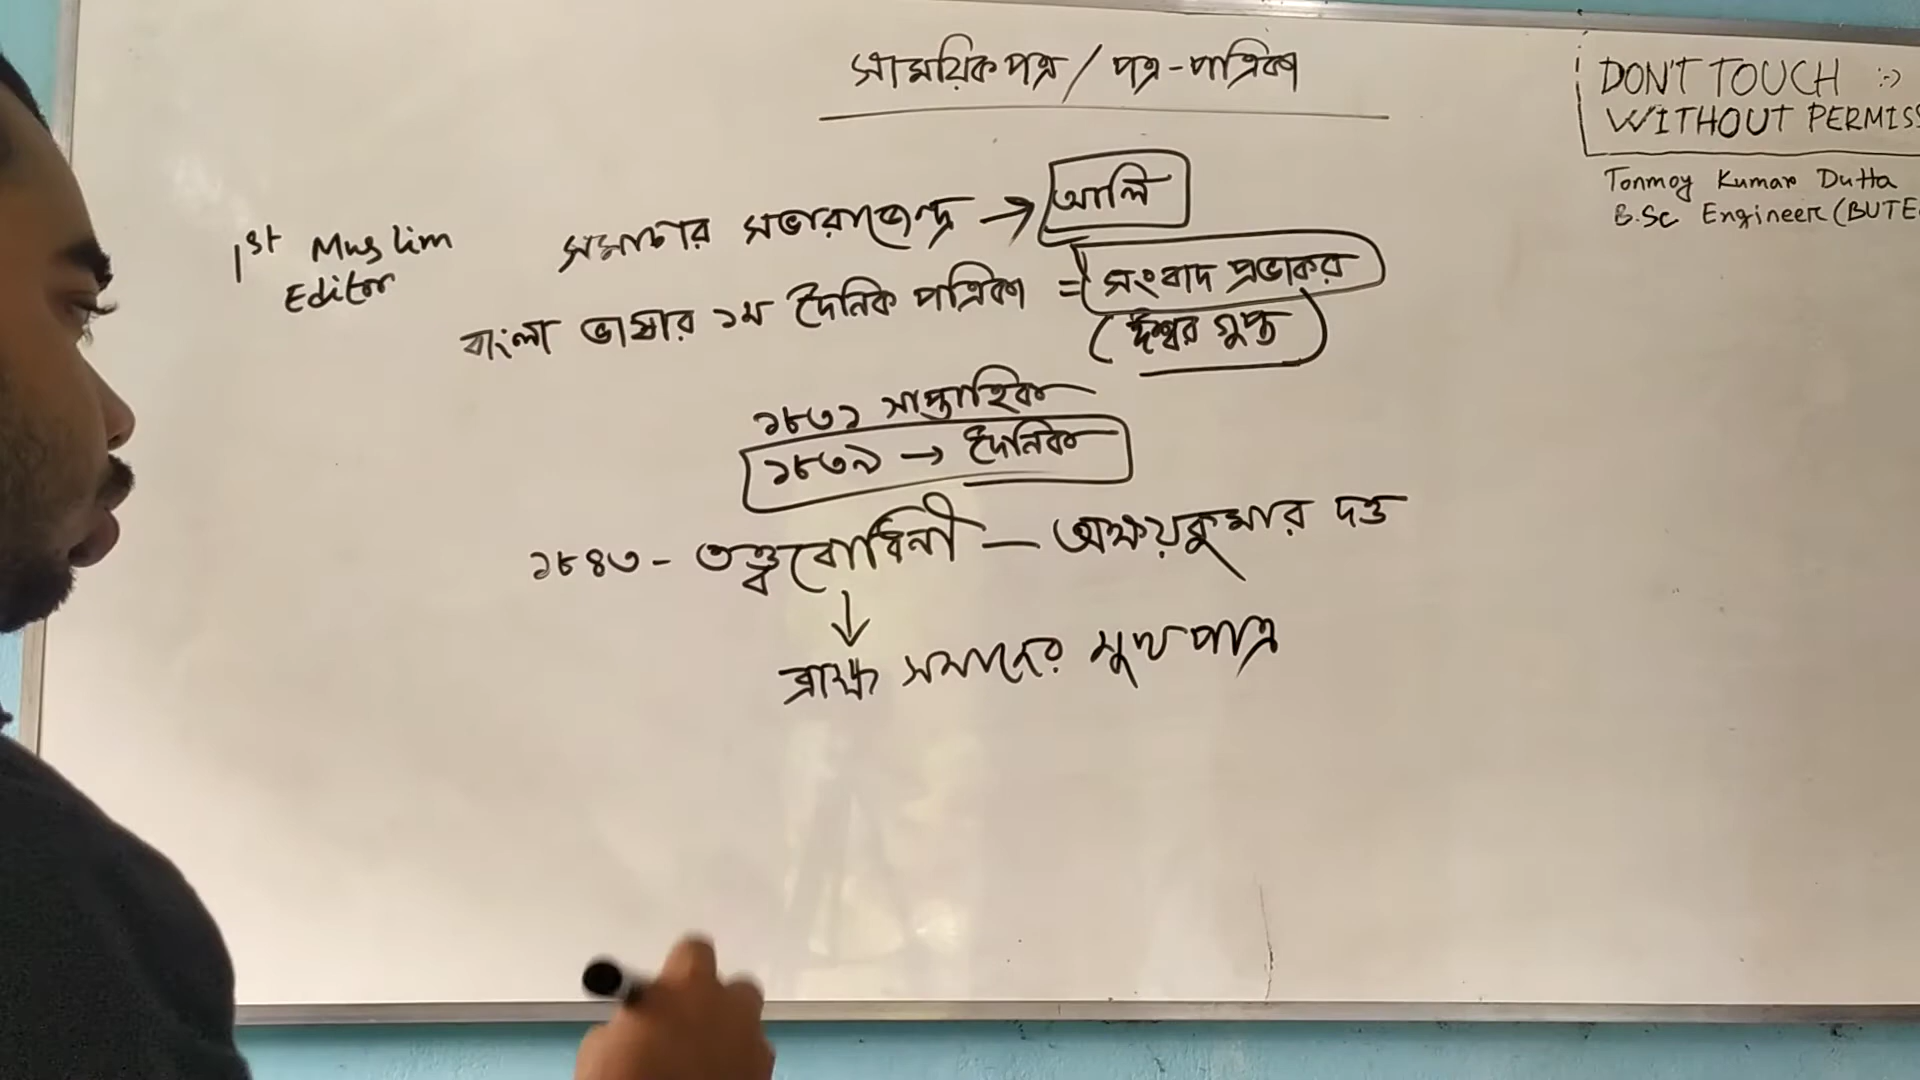 সাময়িকপত্র / পত্র-পত্রিকা
DON'T TOUCH :->
WITHOUT PERMISS
Tonmoy Kumar Dutta
B.Sc Engineer (BUTE
1st Muslim
Editor
সমাচার সভারাজেন্দ্র → আলি
বাংলা ভাষার ১ম দৈনিক পত্রিকা = সংবাদ প্রভাকর
(ঈশ্বর গুপ্ত)
১৮৩১ সাপ্তাহিক
১৮৩৯ → দৈনিক
১৮৪৩ - তত্ত্ববোধিনী — অক্ষয়কুমার দত্ত
↓
ব্রাহ্ম সমাজের মুখপাত্র